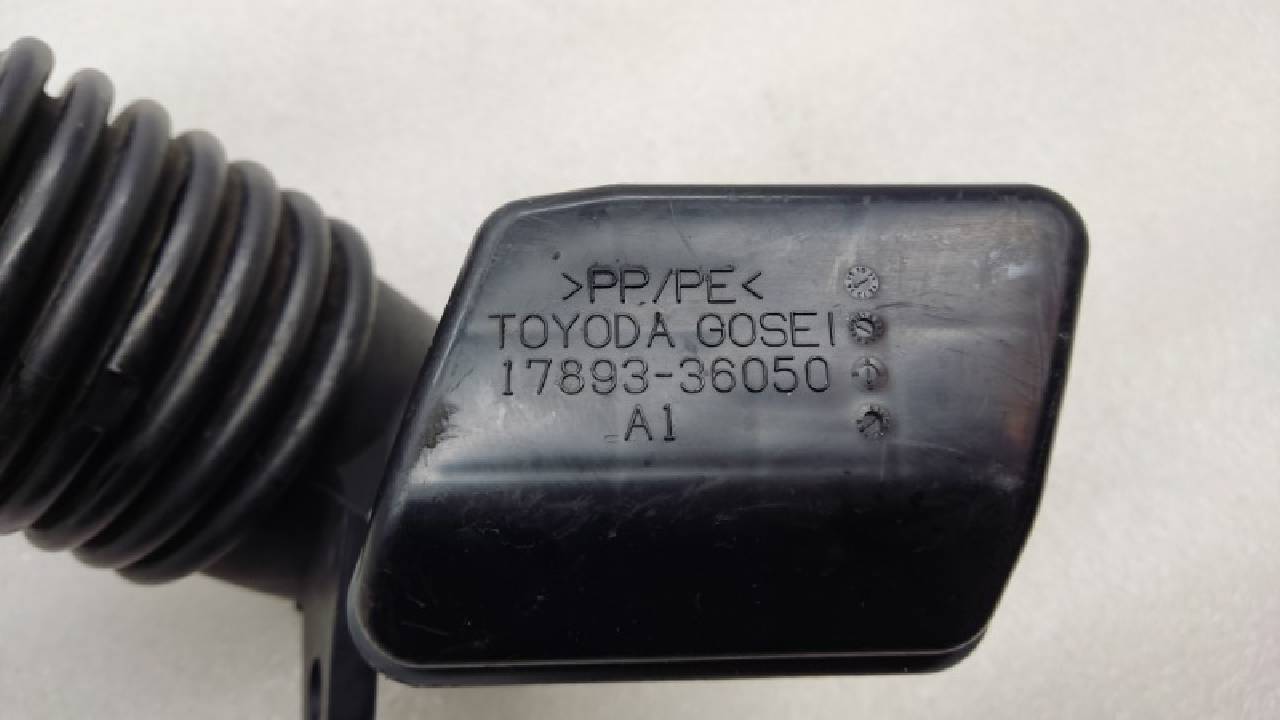 >PP/PE<
TOYODA GOSEI
17893-36050
A1